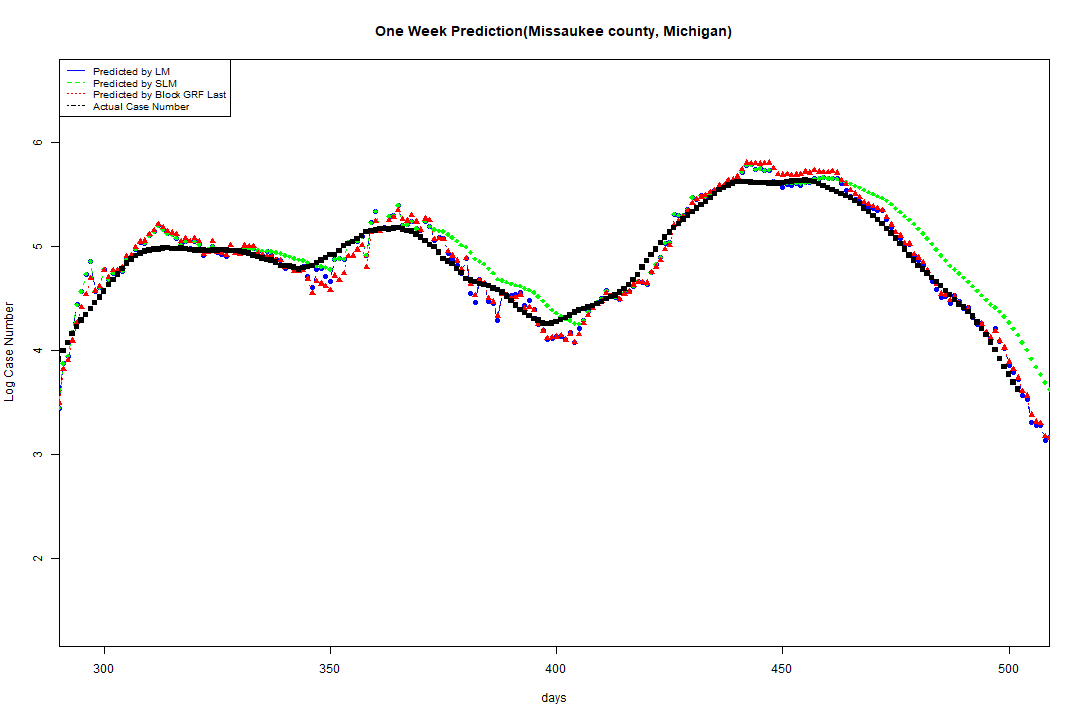 One Week Prediction(Missaukee county, Michigan)
Predicted by LM
Predicted by SLM
Predicted by Block GRF Last
Actual Case Number
6
5
4
3
2
Log Case Number
300 350 400 450 500
days